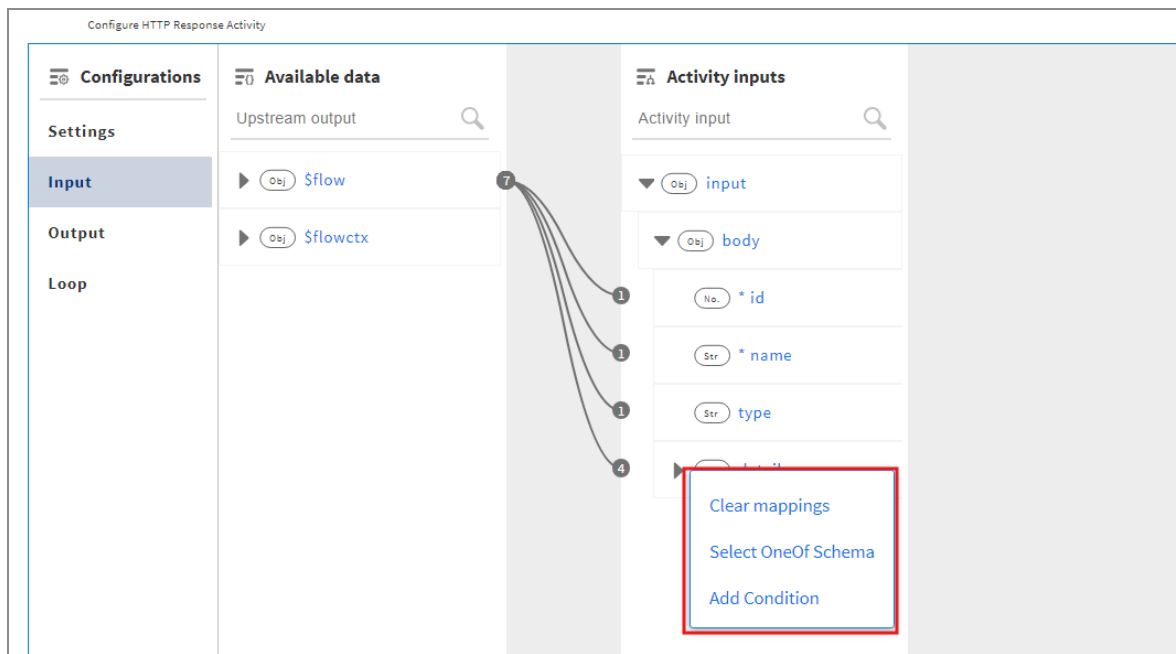 Configure HTTP Response Activity
Configurations
Settings
Input
Output
Loop
Available data
Upstream output
Obj $flow
7
Obj $flowctx
Activity inputs
Activity input
Obj input
Obj body
1 No. * id
1 Str * name
1 Str type
4
Clear mappings
Select OneOf Schema
Add Condition